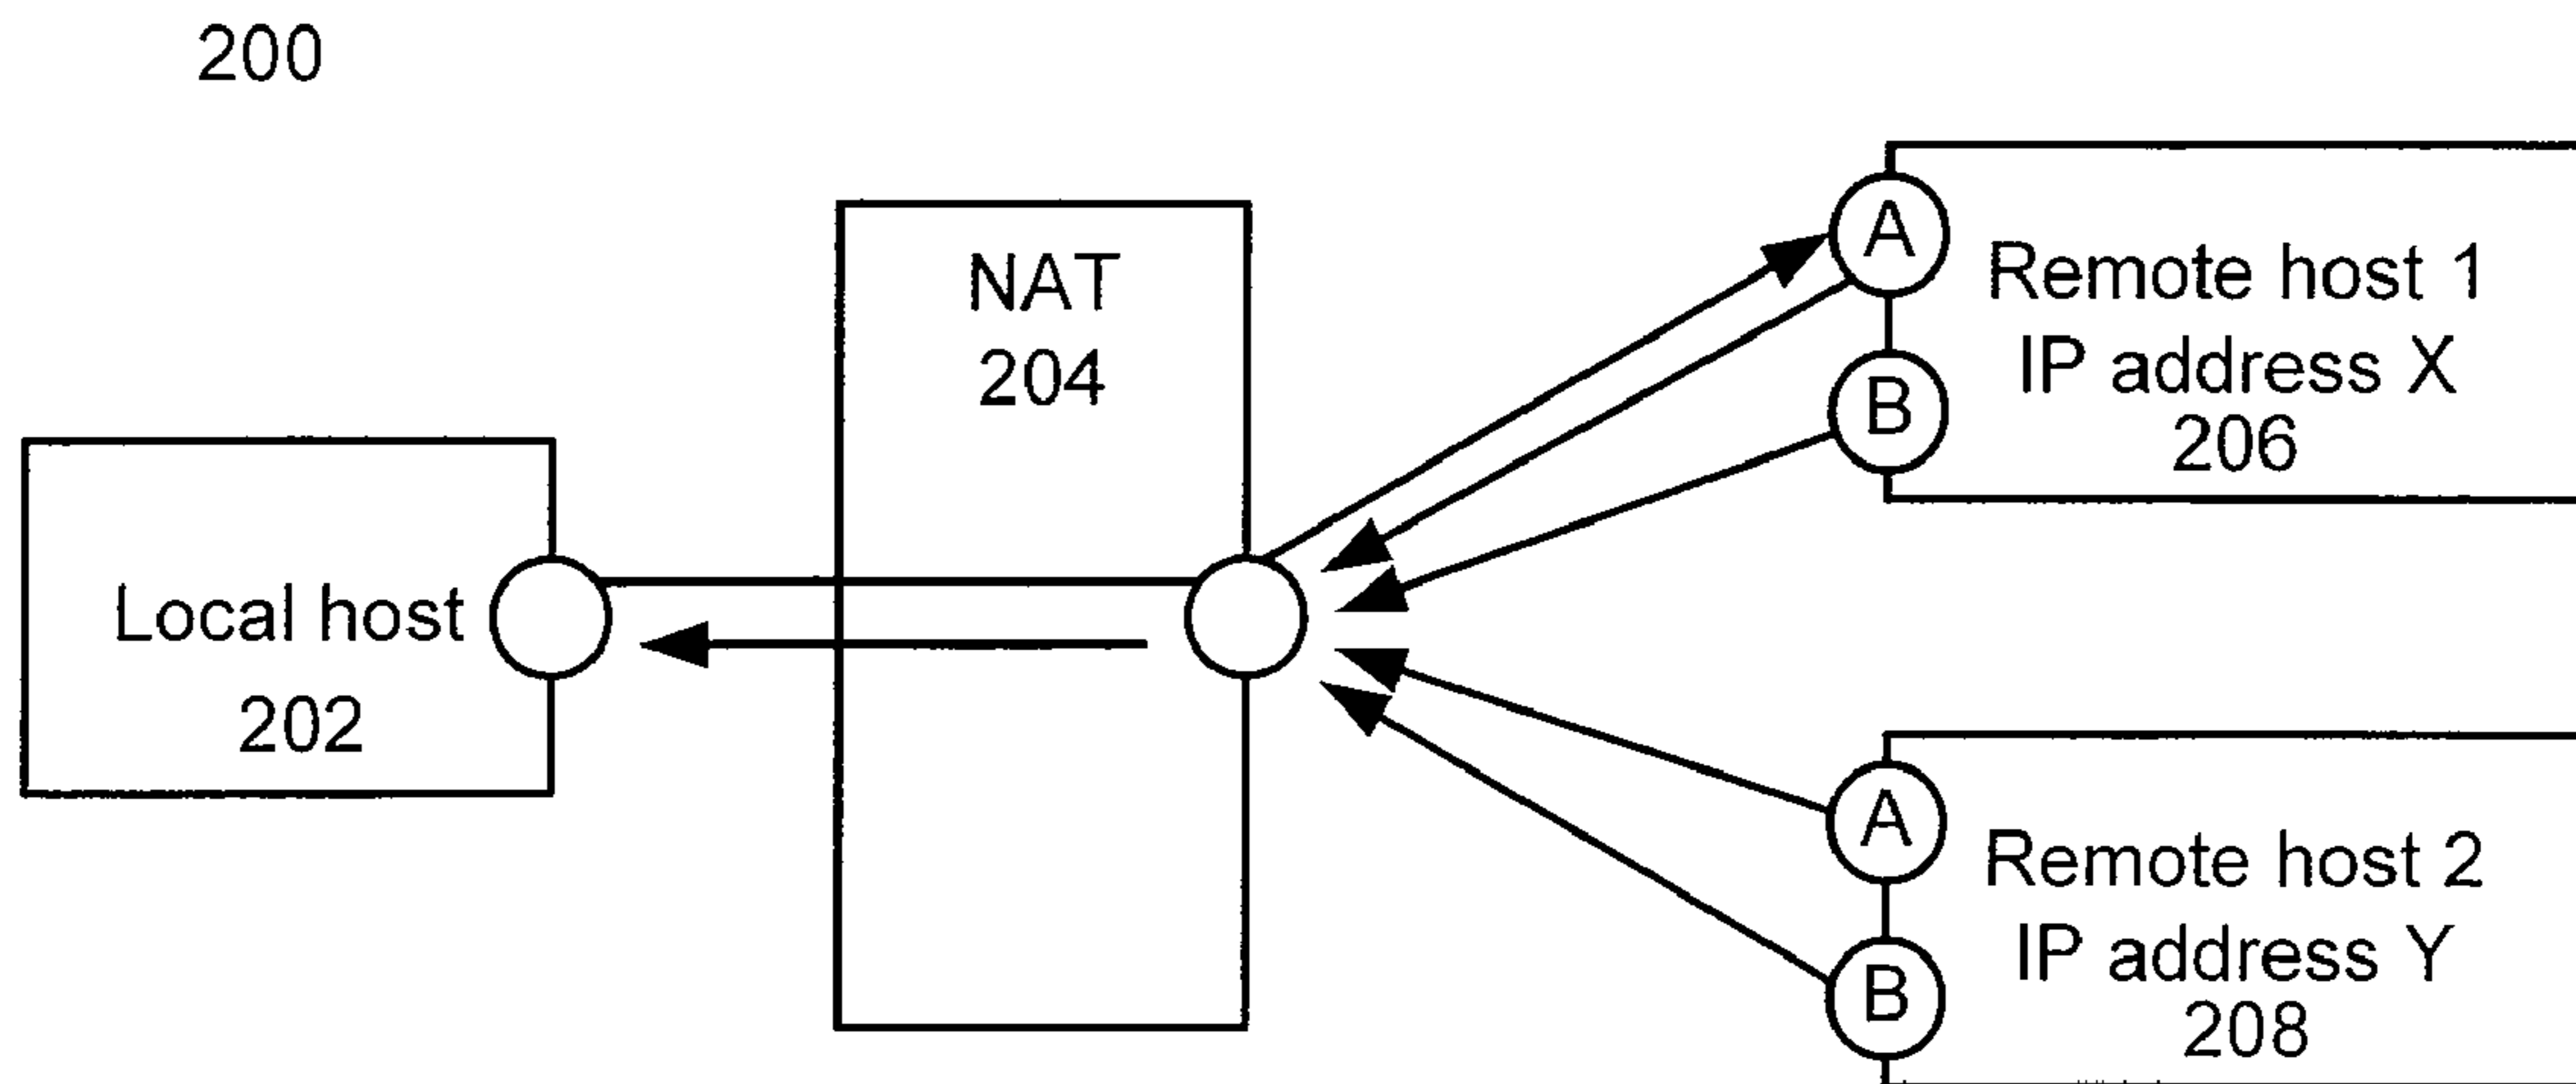 200
NAT
204
Local host
202
A
B
Remote host 1
IP address X
206
A
B
Remote host 2
IP address Y
208